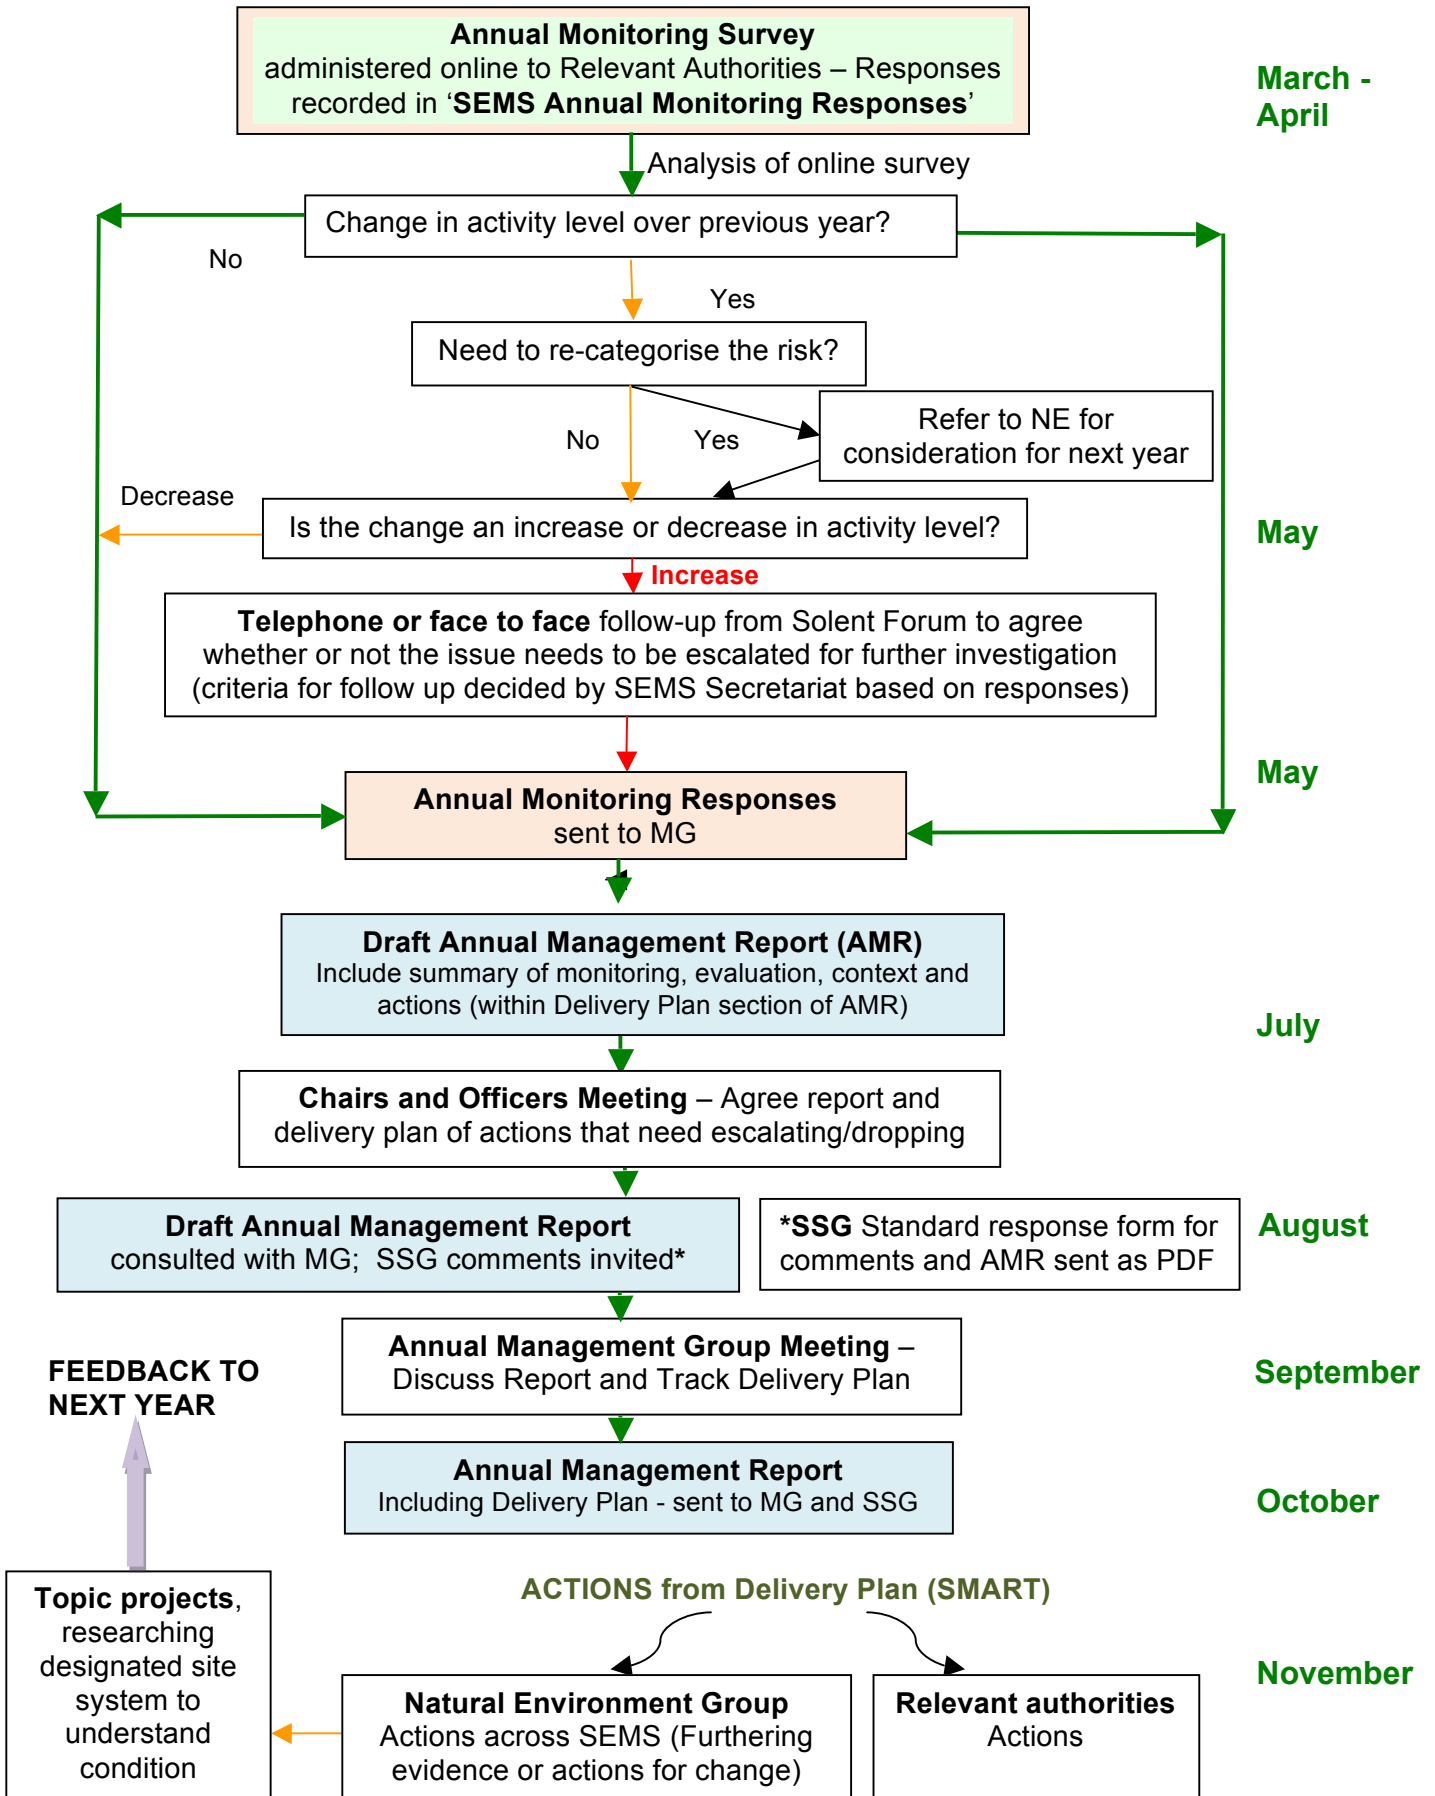 Annual Monitoring Survey
administered online to Relevant Authorities – Responses
recorded in ‘SEMS Annual Monitoring Responses’
March -
April
Analysis of online survey
Change in activity level over previous year?
No
Yes
Need to re-categorise the risk?
Refer to NE for
consideration for next year
No
Yes
Decrease
Is the change an increase or decrease in activity level?
May
Increase
Telephone or face to face follow-up from Solent Forum to agree
whether or not the issue needs to be escalated for further investigation
(criteria for follow up decided by SEMS Secretariat based on responses)
May
Annual Monitoring Responses
sent to MG
Draft Annual Management Report (AMR)
Include summary of monitoring, evaluation, context and
actions (within Delivery Plan section of AMR)
July
Chairs and Officers Meeting – Agree report and
delivery plan of actions that need escalating/dropping
Draft Annual Management Report
consulted with MG; SSG comments invited*
*SSG Standard response form for
comments and AMR sent as PDF
August
Annual Management Group Meeting –
Discuss Report and Track Delivery Plan
September
FEEDBACK TO
NEXT YEAR
Annual Management Report
Including Delivery Plan - sent to MG and SSG
October
ACTIONS from Delivery Plan (SMART)
Topic projects,
researching
designated site
system to
understand
condition
Natural Environment Group
Actions across SEMS (Furthering
evidence or actions for change)
Relevant authorities
Actions
November